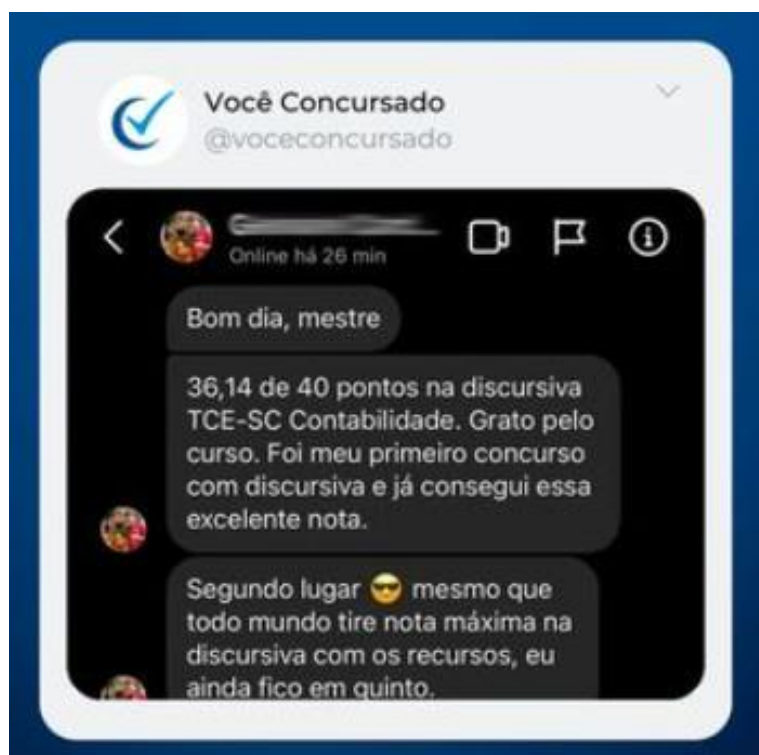 Você Concursado
@voceconcursado
Online há 26 min
Bom dia, mestre
36,14 de 40 pontos na discursiva
TCE-SC Contabilidade. Grato pelo
curso. Foi meu primeiro concurso
com discursiva e já consegui essa
excelente nota.
Segundo lugar 😎 mesmo que
todo mundo tire nota máxima na
discursiva com os recursos, eu
ainda fico em quinto.